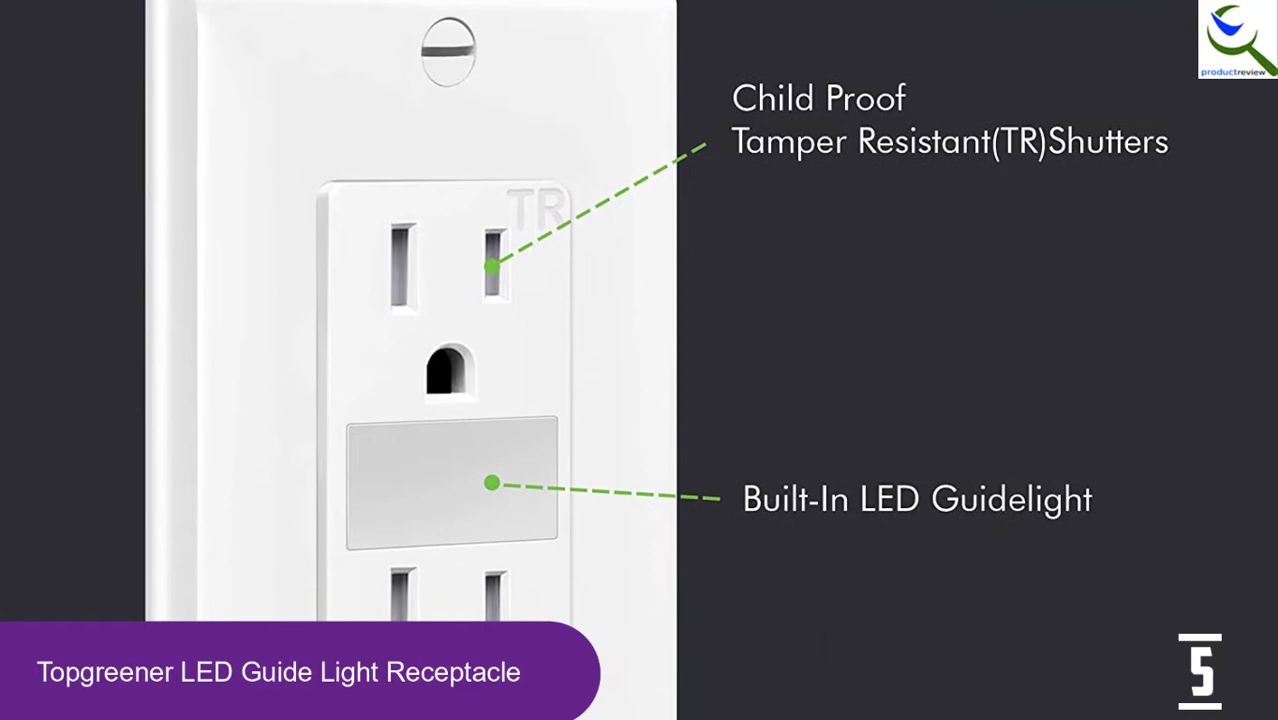 productreview
Child Proof
Tamper Resistant(TR)Shutters
TR
Built-In LED Guidelight
Topgreener LED Guide Light Receptacle
5